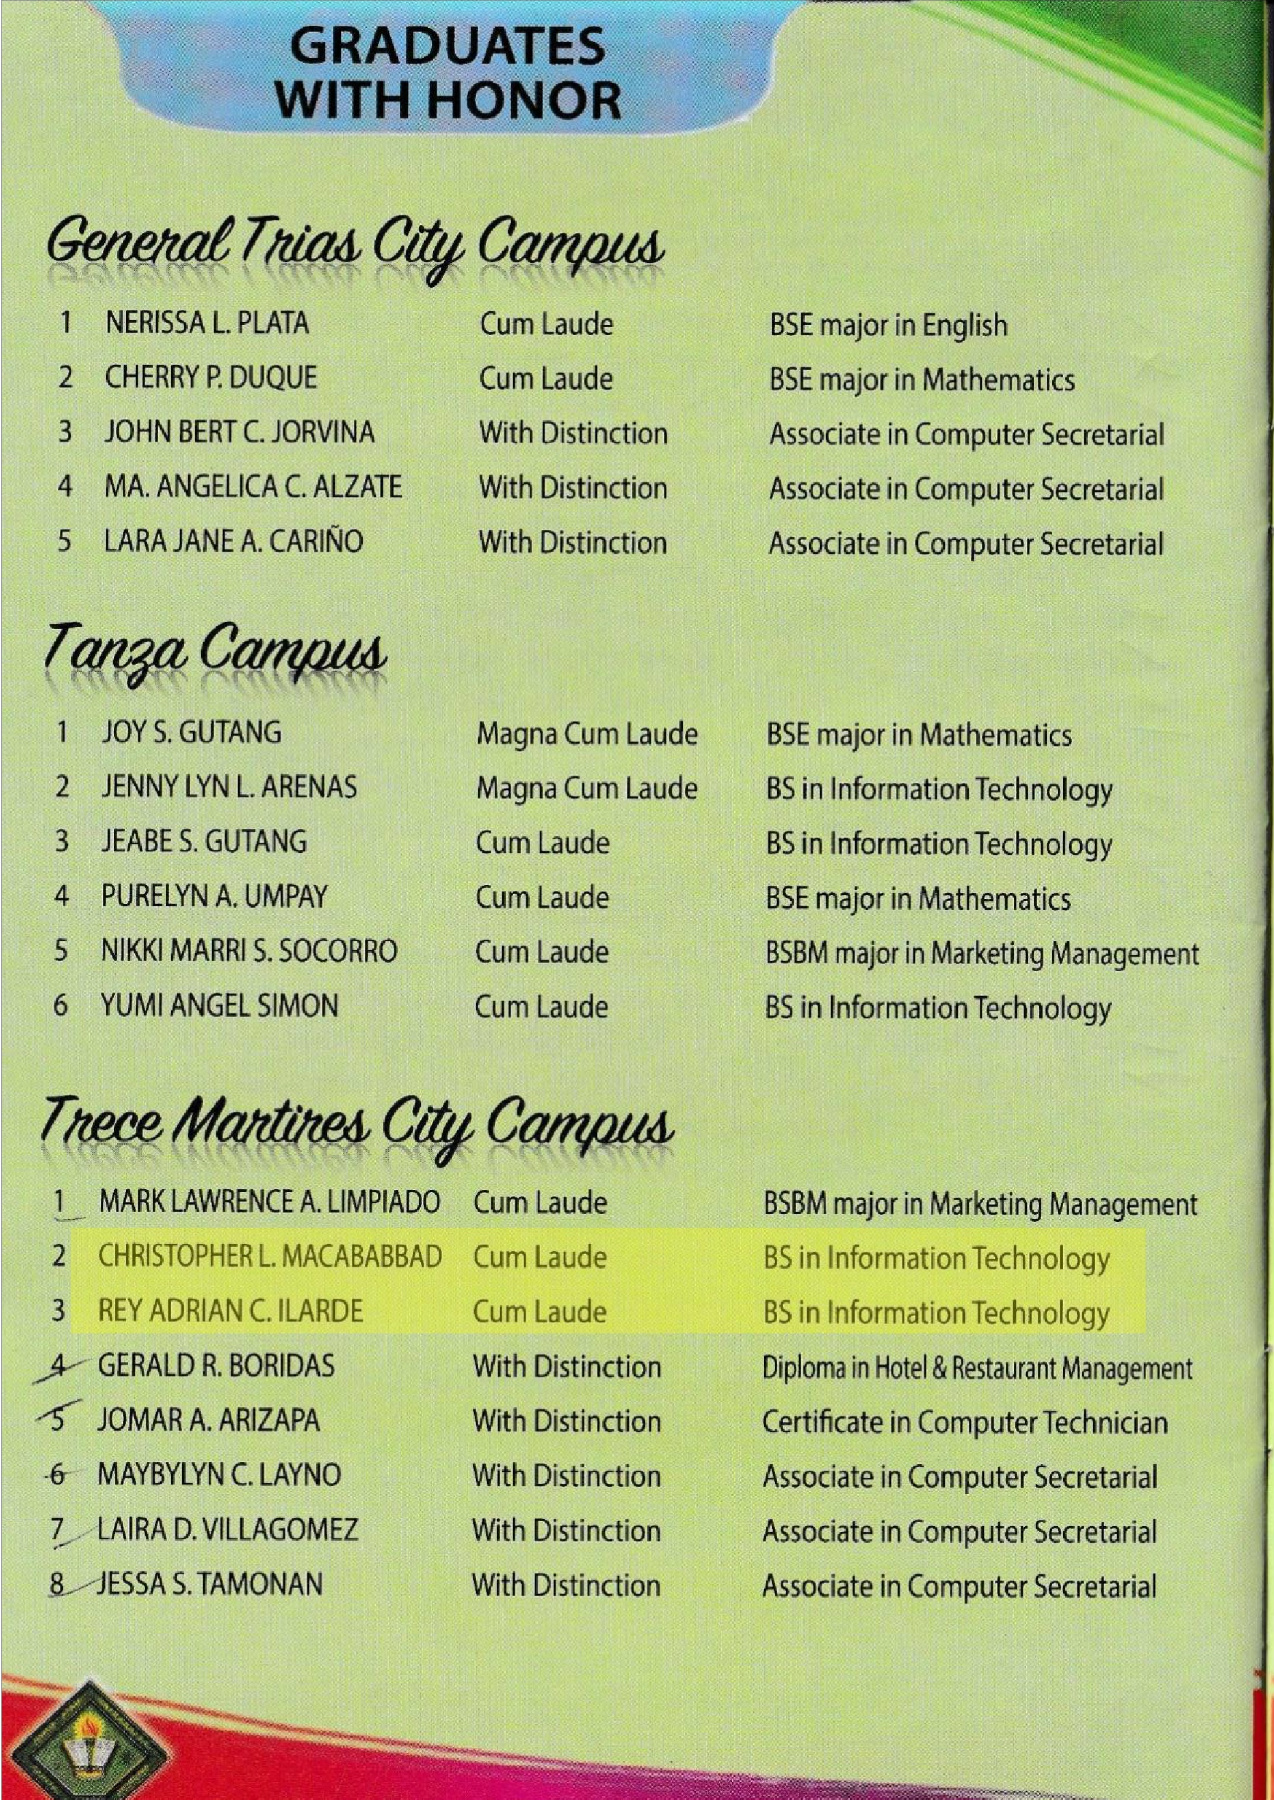 GRADUATES
WITH HONOR
General Trias City Campus
1 NERISSA L. PLATA Cum Laude BSE major in English
2 CHERRY P. DUQUE Cum Laude BSE major in Mathematics
3 JOHN BERT C. JORVINA With Distinction Associate in Computer Secretarial
4 MA. ANGELICA C. ALZATE With Distinction Associate in Computer Secretarial
5 LARA JANE A. CARIÑO With Distinction Associate in Computer Secretarial
Tanza Campus
1 JOY S. GUTANG Magna Cum Laude BSE major in Mathematics
2 JENNY LYN L. ARENAS Magna Cum Laude BS in Information Technology
3 JEABE S. GUTANG Cum Laude BS in Information Technology
4 PURELYN A. UMPAY Cum Laude BSE major in Mathematics
5 NIKKI MARRI S. SOCORRO Cum Laude BSBM major in Marketing Management
6 YUMI ANGEL SIMON Cum Laude BS in Information Technology
Trece Martires City Campus
1 MARK LAWRENCE A. LIMPIADO Cum Laude BSBM major in Marketing Management
2 CHRISTOPHER L. MACABABBAD Cum Laude BS in Information Technology
3 REY ADRIAN C. ILARDE Cum Laude BS in Information Technology
4 GERALD R. BORIDAS With Distinction Diploma in Hotel & Restaurant Management
5 JOMAR A. ARIZAPA With Distinction Certificate in Computer Technician
6 MAYBYLYN C. LAYNO With Distinction Associate in Computer Secretarial
7 LAIRA D. VILLAGOMEZ With Distinction Associate in Computer Secretarial
8 JESSA S. TAMONAN With Distinction Associate in Computer Secretarial